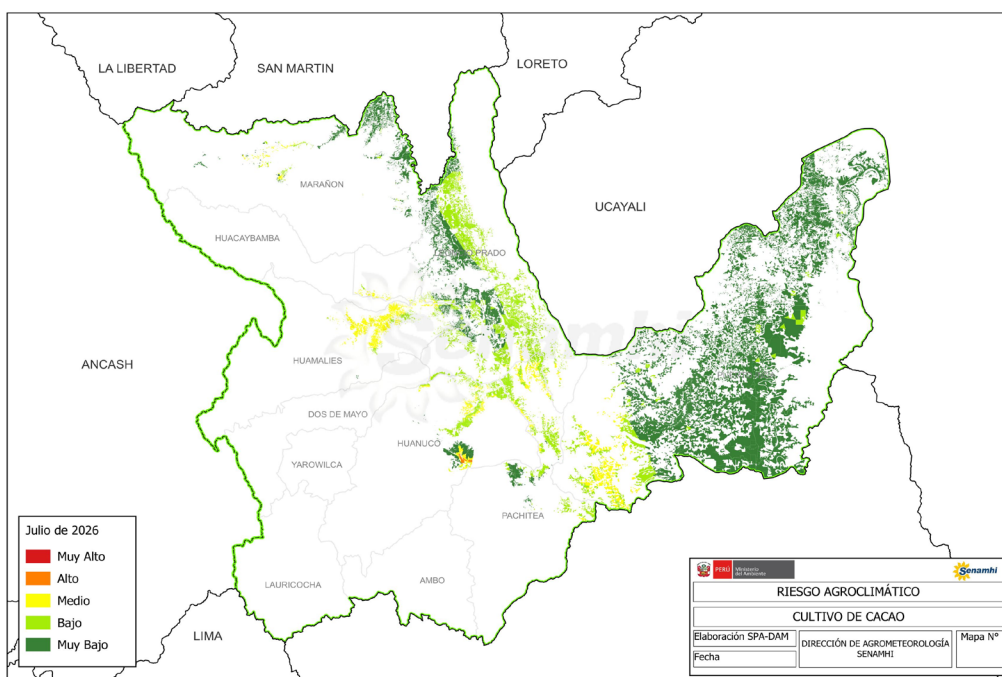 LA LIBERTAD
SAN MARTIN
LORETO
MARAÑON
UCAYALI
HUACAYBAMBA
PRADO
Senamhi
ANCASH
HUAMALIES
DOS DE MAYO
HUANUCO
YAROWILCA
PACHITEA
LAURICOCHA
AMBO
LIMA
Julio de 2026
Muy Alto
Alto
Medio
Bajo
Muy Bajo
PERÚ Ministerio
del Ambiente
Senamhi
RIESGO AGROCLIMÁTICO
CULTIVO DE CACAO
Elaboración SPA-DAM
DIRECCIÓN DE AGROMETEOROLOGÍA
SENAMHI
Mapa N°
Fecha